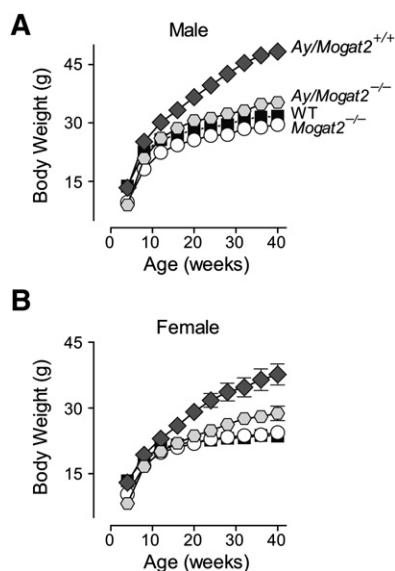 A
Male
Body Weight (g)
45
30
15
Ay/Mogat2+/+
Ay/Mogat2−/−
WT
Mogat2−/−
0 10 20 30 40
Age (weeks)
B
Female
Body Weight (g)
45
30
15
0 10 20 30 40
Age (weeks)